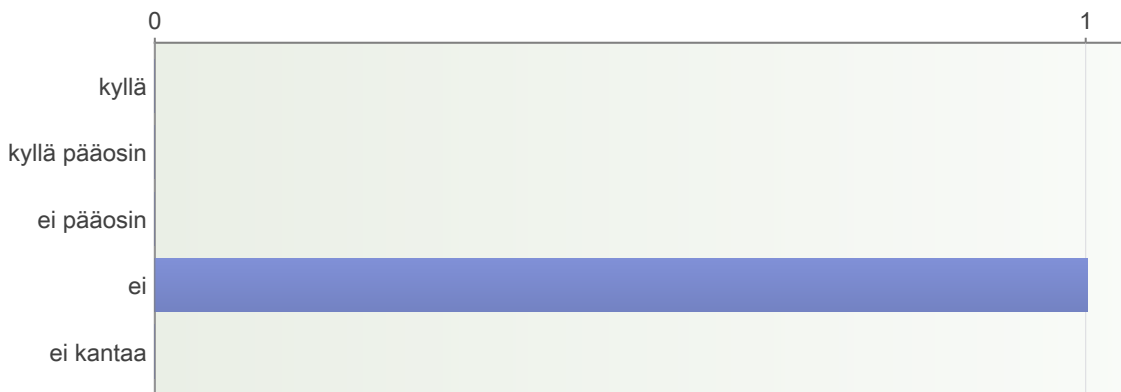 0 1
kyllä
kyllä pääosin
ei pääosin
ei
ei kantaa